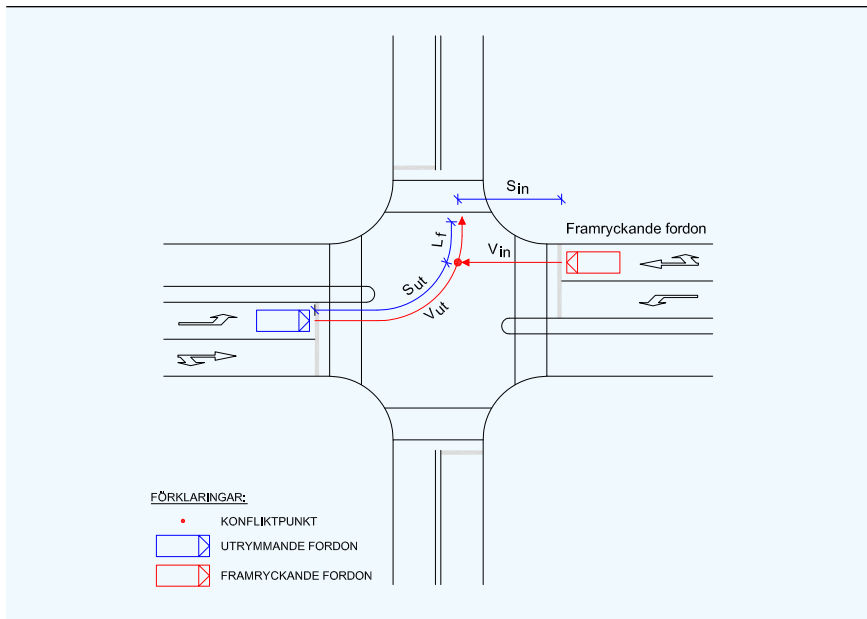 Sin
Framryckande fordon
Vin
Lf
Sut
Vut
FÖRKLARINGAR:
KONFLIKTPUNKT
UTRYMMANDE FORDON
FRAMRYCKANDE FORDON